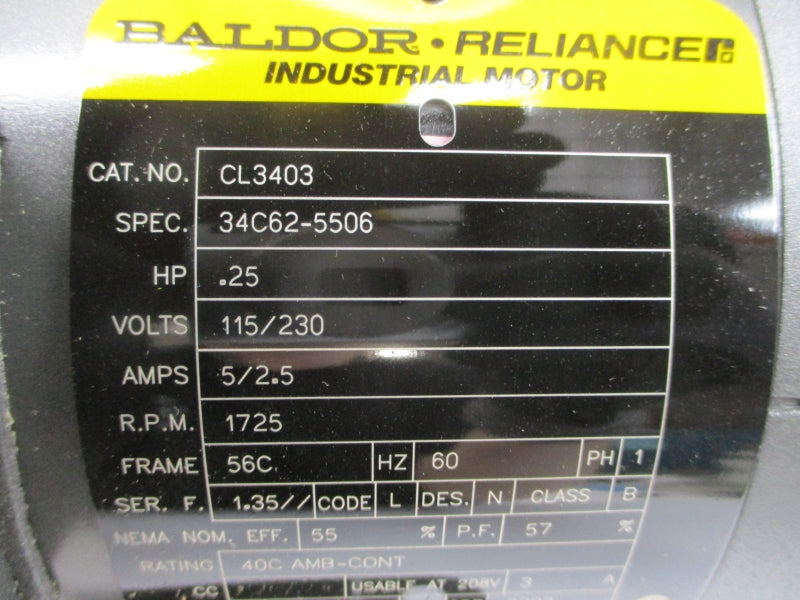 BALDOR • RELIANCE
INDUSTRIAL MOTOR
CAT. NO. CL3403
SPEC. 34C62-5506
HP .25
VOLTS 115/230
AMPS 5/2.5
R.P.M. 1725
FRAME 56C HZ 60 PH 1
SER. F. 1.35// CODE L DES. N CLASS B
NEMA NOM. EFF. 55 % P.F. 57 %
RATING 40C AMB-CONT
CC USABLE AT 208V 3 A